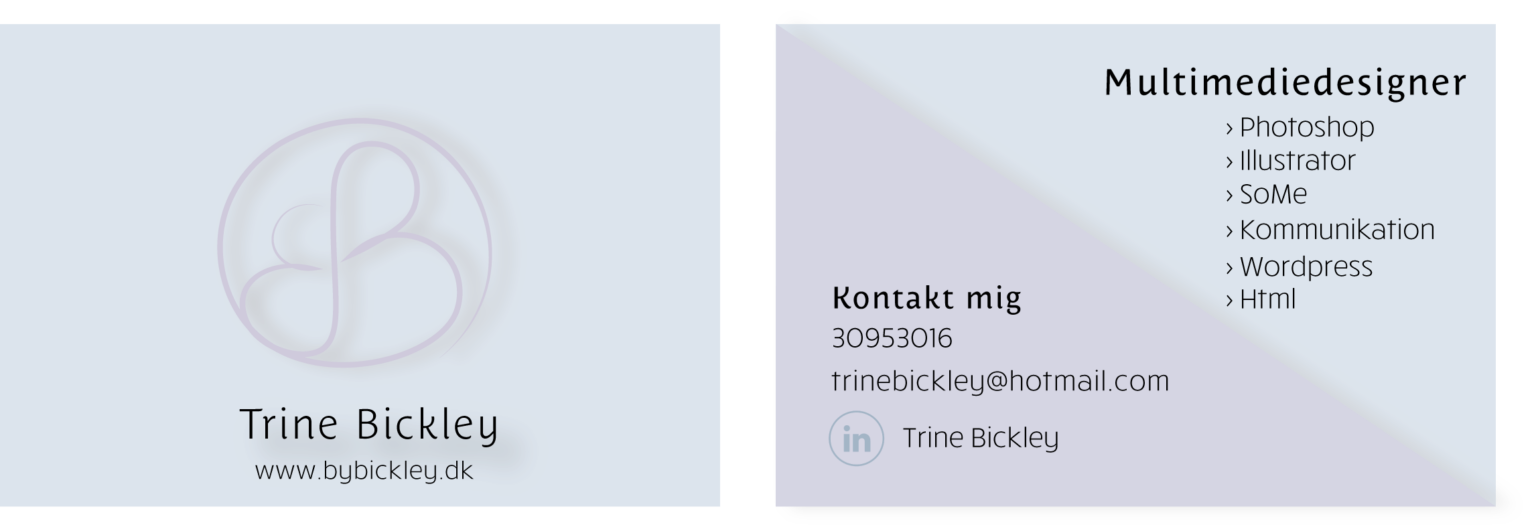 Trine Bickley
www.bybickley.dk
Multimediedesigner
› Photoshop
› Illustrator
› SoMe
› Kommunikation
› Wordpress
› Html
Kontakt mig
30953016
trinebickley@hotmail.com
in Trine Bickley